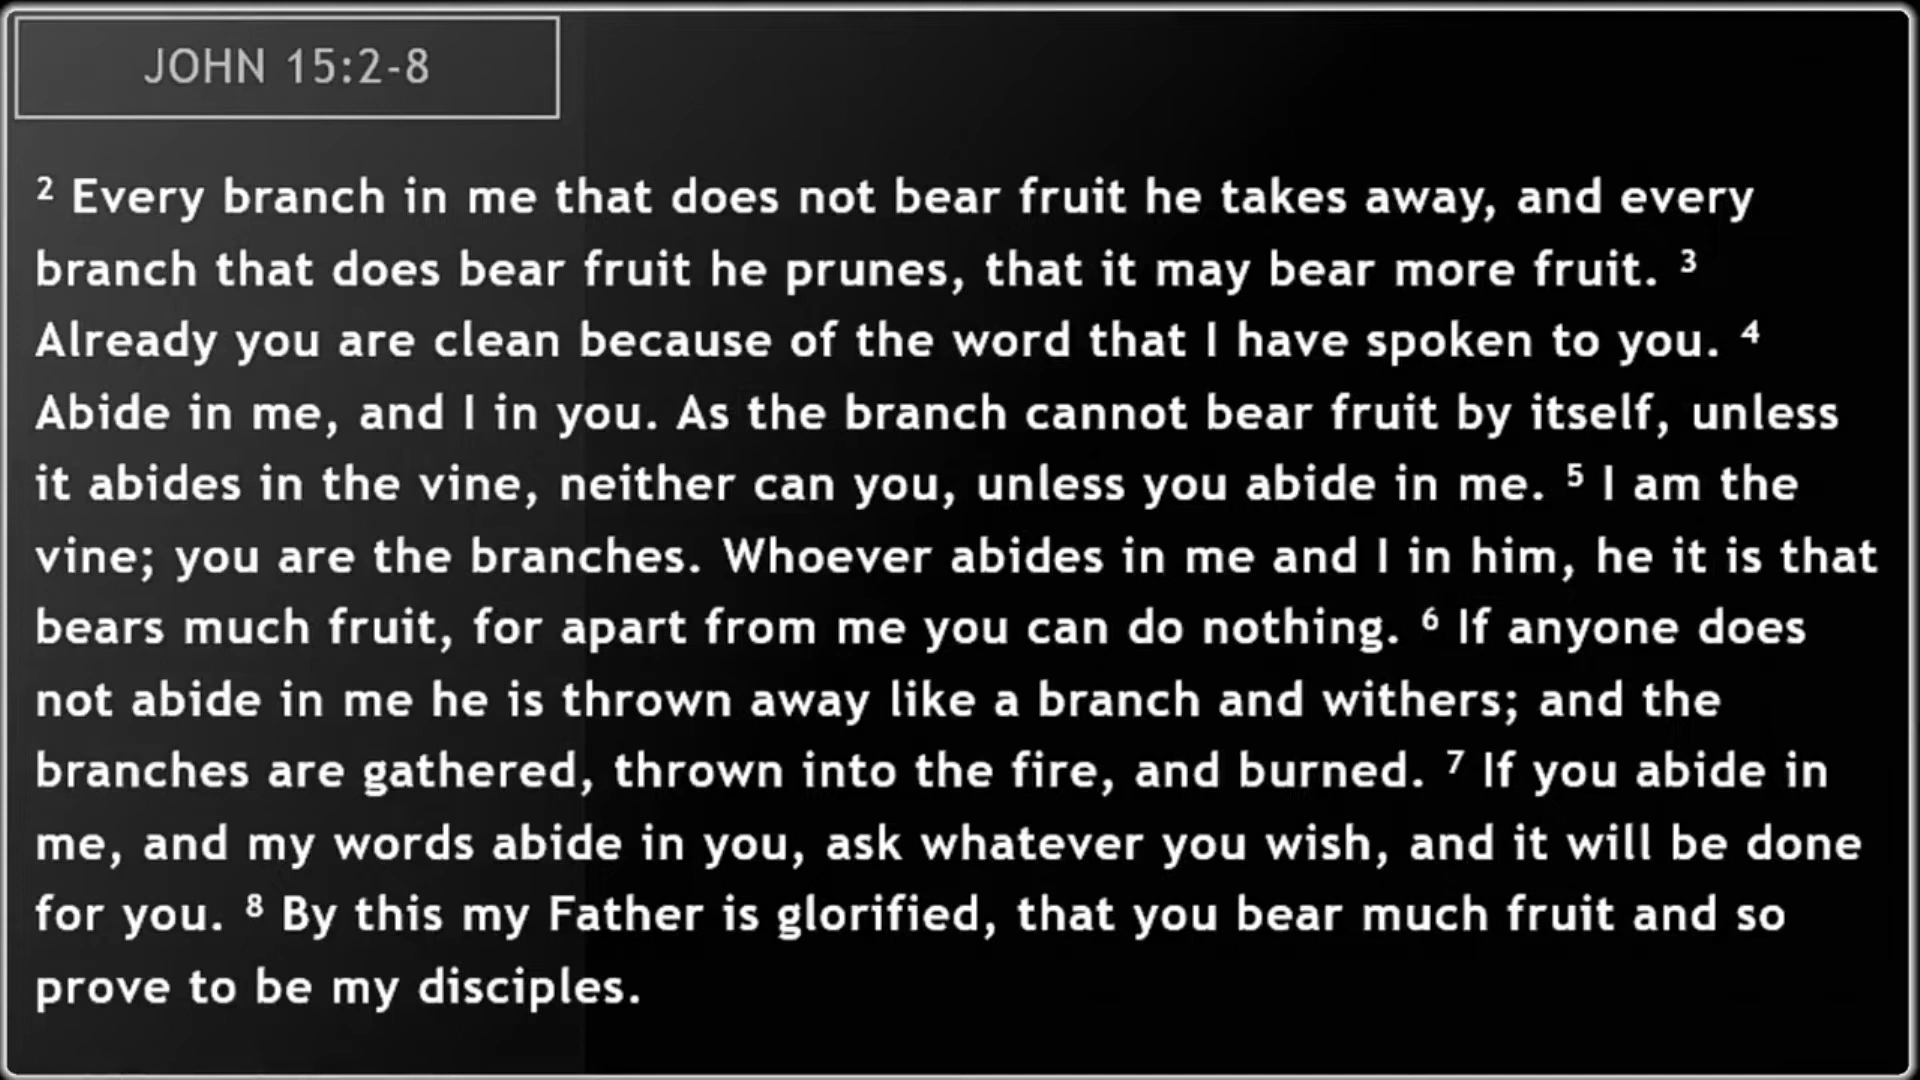 JOHN 15:2-8
² Every branch in me that does not bear fruit he takes away, and every
branch that does bear fruit he prunes, that it may bear more fruit. ³
Already you are clean because of the word that I have spoken to you. ⁴
Abide in me, and I in you. As the branch cannot bear fruit by itself, unless
it abides in the vine, neither can you, unless you abide in me. ⁵ I am the
vine; you are the branches. Whoever abides in me and I in him, he it is that
bears much fruit, for apart from me you can do nothing. ⁶ If anyone does
not abide in me he is thrown away like a branch and withers; and the
branches are gathered, thrown into the fire, and burned. ⁷ If you abide in
me, and my words abide in you, ask whatever you wish, and it will be done
for you. ⁸ By this my Father is glorified, that you bear much fruit and so
prove to be my disciples.